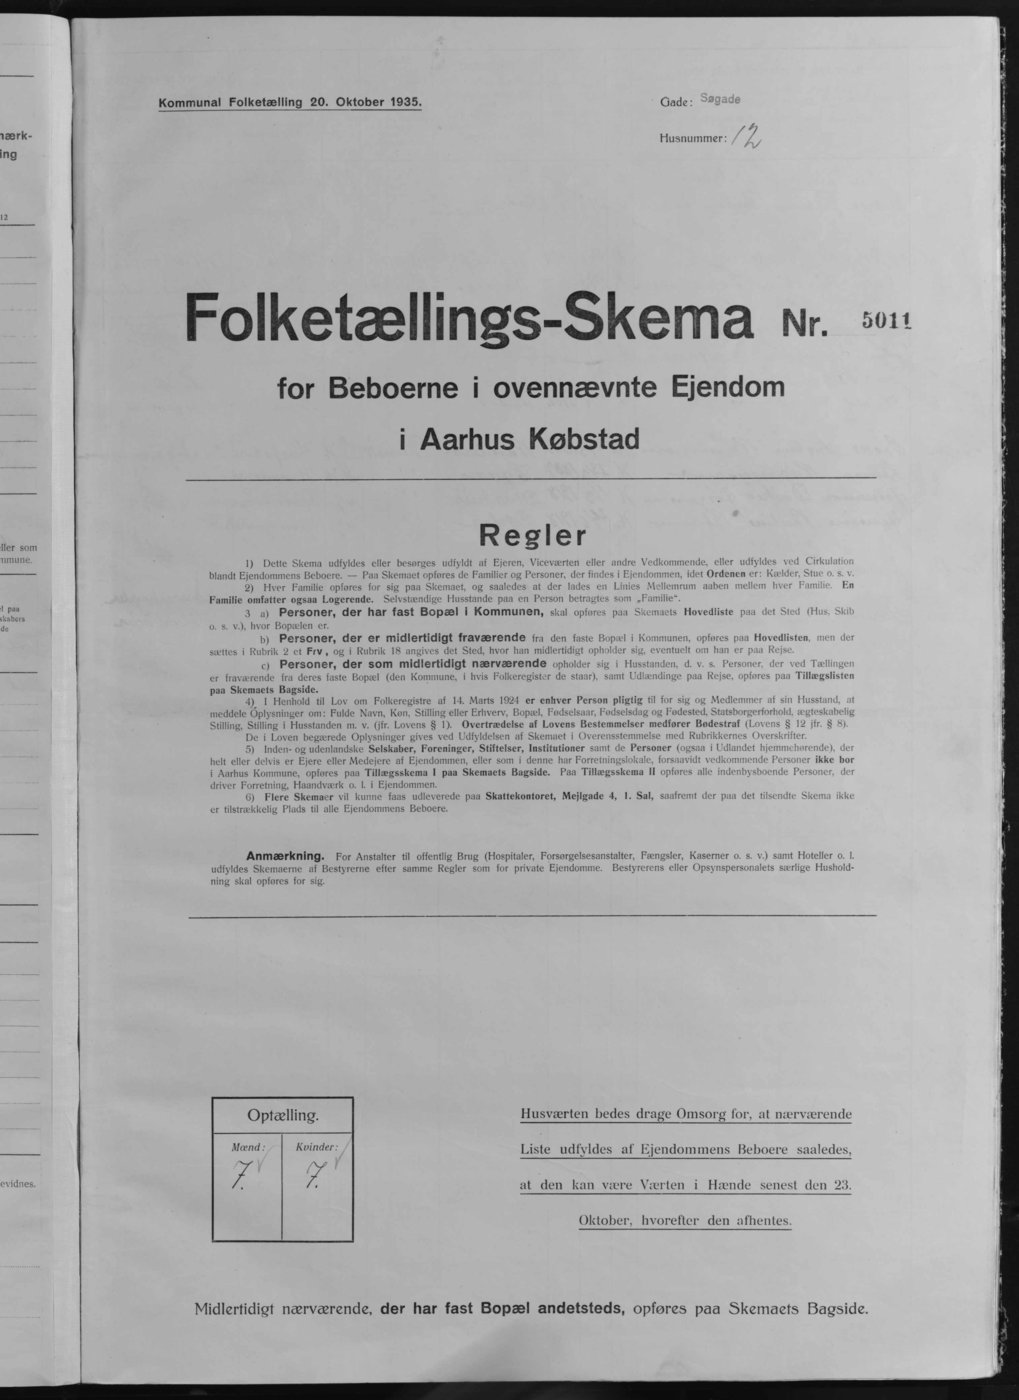 Kommunal Folketælling 20. Oktober 1935.
Gade: Søgade
Husnummer: 12
Folketællings-Skema Nr. 5011
for Beboerne i ovennævnte Ejendom
i Aarhus Købstad
Regler
1) Dette Skema udfyldes eller besørges udfyldt af Ejeren, Viceværten eller andre Vedkommende, eller udfyldes ved Cirkulation
blandt Ejendommens Beboere. — Paa Skemaet opføres de Familier og Personer, der findes i Ejendommen, idet Ordenen er: Kælder, Stue o. s. v.
2) Hver Familie opføres for sig paa Skemaet, og saaledes at der lades en Linies Mellemrum aaben mellem hver Familie. En
Familie omfatter ogsaa Logerende. Selvstændige Husstande paa en Person betragtes som „Familie“.
3 a) Personer, der har fast Bopæl i Kommunen, skal opføres paa Skemaets Hovedliste paa det Sted (Hus, Skib
o. s. v.), hvor Bopælen er.
b) Personer, der er midlertidigt fraværende fra den faste Bopæl i Kommunen, opføres paa Hovedlisten, men der
sættes i Rubrik 2 et Frv., og i Rubrik 18 angives det Sted, hvor han midlertidigt opholder sig, eventuelt om han er paa Rejse.
c) Personer, der som midlertidigt nærværende opholder sig i Husstanden, d. v. s. Personer, der ved Tællingen
er fraværende fra deres faste Bopæl (den Kommune, i hvis Folkeregister de staar), samt Udlændinge paa Rejse, opføres paa Tillægslisten
paa Skemaets Bagside.
4) I Henhold til Lov om Folkeregistre af 14. Marts 1924 er enhver Person pligtig til for sig og Medlemmer af sin Husstand, at
meddele Oplysninger om: Fulde Navn, Køn, Stilling eller Erhverv, Bopæl, Fødselsaar, Fødselsdag og Fødested, Statsborgerforhold, ægteskabelig
Stilling, Stilling i Husstanden m. v. (jfr. Lovens § 1). Overtrædelse af Lovens Bestemmelser medfører Bødestraf (Lovens § 12 jfr. § 8).
De i Loven begærede Oplysninger gives ved Udfyldelsen af Skemaet i Overensstemmelse med Rubrikkernes Overskrifter.
5) Inden- og udenlandske Selskaber, Foreninger, Stiftelser, Institutioner samt de Personer (ogsaa i Udlandet hjemmehørende), der
helt eller delvis er Ejere eller Medejere af Ejendommen, eller som i denne har Forretningslokale, forsaavidt vedkommende Personer ikke bor
i Aarhus Kommune, opføres paa Tillægsskema I paa Skemaets Bagside. Paa Tillægsskema II opføres alle indenbysboende Personer, der
driver Forretning, Haandværk o. l. i Ejendommen.
6) Flere Skemaer vil kunne faas udleverede paa Skattekontoret, Mejlgade 4, 1. Sal, saafremt der paa det tilsendte Skema ikke
er tilstrækkelig Plads til alle Ejendommens Beboere.
Anmærkning. For Anstalter til offentlig Brug (Hospitaler, Forsørgelsesanstalter, Fængsler, Kaserner o. s. v.) samt Hoteller o. l.
udfyldes Skemaerne af Bestyrerne efter samme Regler som for private Ejendomme. Bestyrerens eller Opsynspersonalets særlige Hushold-
ning skal opføres for sig.
Optælling.
Mænd: Kvinder:
7. 7.
Husværten bedes drage Omsorg for, at nærværende
Liste udfyldes af Ejendommens Beboere saaledes,
at den kan være Værten i Hænde senest den 23.
Oktober, hvorefter den afhentes.
Midlertidigt nærværende, der har fast Bopæl andetsteds, opføres paa Skemaets Bagside.